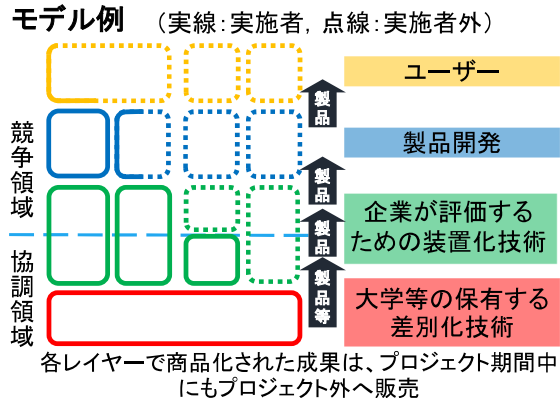 モデル例
(実線:実施者, 点線:実施者外)
競争領域
協調領域
製品
製品
製品
製品等
ユーザー
製品開発
企業が評価する
ための装置化技術
大学等の保有する
差別化技術
各レイヤーで商品化された成果は、プロジェクト期間中
にもプロジェクト外へ販売